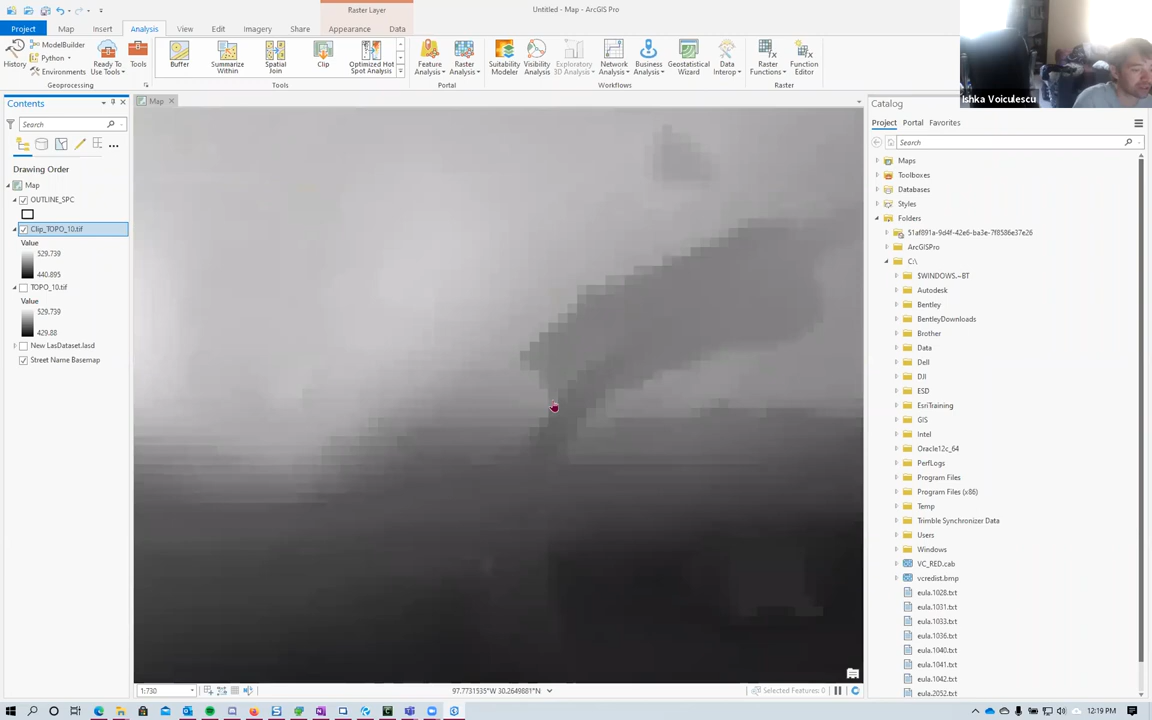 Raster Layer
Untitled - Map - ArcGIS Pro
Project Map Insert Analysis View Edit Imagery Share Appearance Data
History
ModelBuilder
Python
Environments
Ready To Use Tools
Tools
Buffer
Summarize Within
Spatial Join
Clip
Optimized Hot Spot Analysis
Feature Analysis
Raster Analysis
Suitability Modeler
Visibility Analysis
Exploratory 3D Analysis
Network Analysis
Business Analysis
Geostatistical Wizard
Data Interop
Raster Functions
Function Editor
Geoprocessing Tools Portal Workflows Raster
Ishka Voiculescu
Contents
Search
Drawing Order
Map
OUTLINE_SPC
Clip_TOPO_10.tif
Value
529.739
440.895
TOPO_10.tif
Value
529.739
429.88
New LasDataset.lasd
Street Name Basemap
Map
1:730
97.7731535°W 30.2649881°N
Selected Features: 0
Catalog
Project Portal Favorites
Search
Maps
Toolboxes
Databases
Styles
Folders
51af891a-9d4f-42e6-ba3e-7f8586e37e26
ArcGISPro
C:\
$WINDOWS.~BT
Autodesk
Bentley
BentleyDownloads
Brother
Data
Dell
DJI
ESD
EsriTraining
GIS
Intel
Oracle12c_64
PerfLogs
Program Files
Program Files (x86)
Temp
Trimble Synchronizer Data
Users
Windows
VC_RED.cab
vcredist.bmp
eula.1028.txt
eula.1031.txt
eula.1033.txt
eula.1036.txt
eula.1040.txt
eula.1041.txt
eula.1042.txt
eula.2052.txt
12:19 PM